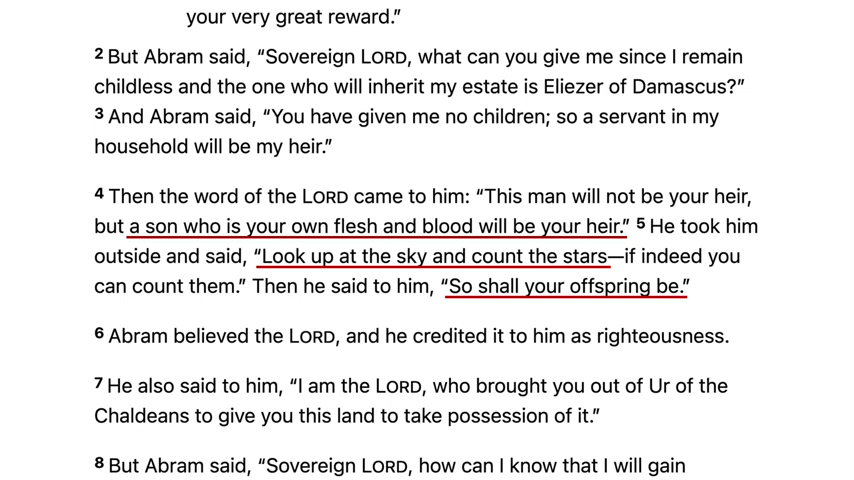 your very great reward.”
2 But Abram said, “Sovereign LORD, what can you give me since I remain
childless and the one who will inherit my estate is Eliezer of Damascus?”
3 And Abram said, “You have given me no children; so a servant in my
household will be my heir.”
4 Then the word of the LORD came to him: “This man will not be your heir,
but a son who is your own flesh and blood will be your heir.” 5 He took him
outside and said, “Look up at the sky and count the stars—if indeed you
can count them.” Then he said to him, “So shall your offspring be.”
6 Abram believed the LORD, and he credited it to him as righteousness.
7 He also said to him, “I am the LORD, who brought you out of Ur of the
Chaldeans to give you this land to take possession of it.”
8 But Abram said, “Sovereign LORD, how can I know that I will gain